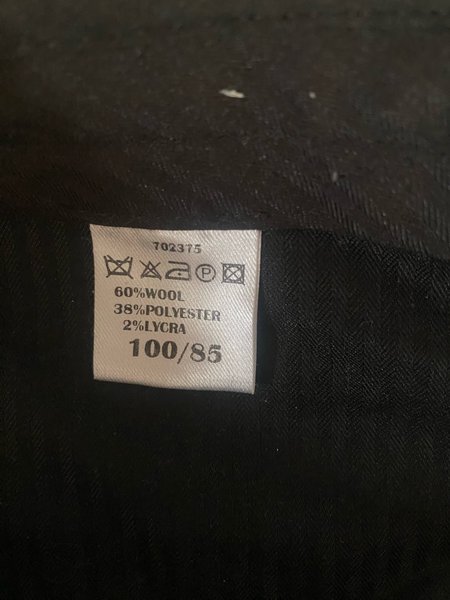 702375
P
60%WOOL
38%POLYESTER
2%LYCRA
100/85